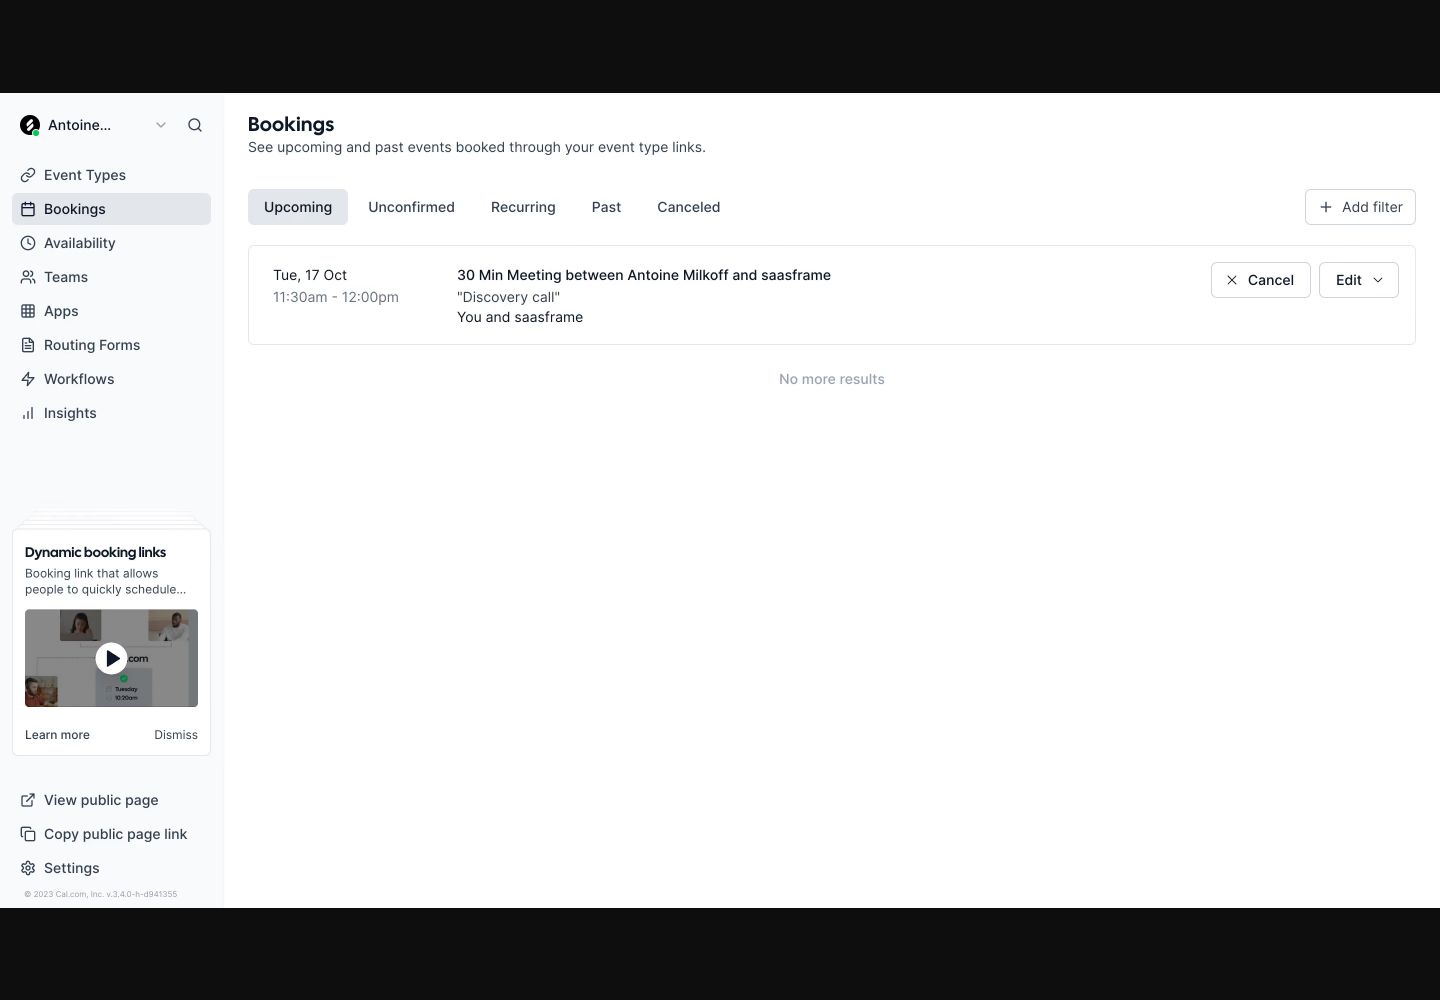 Antoine...
Event Types
Bookings
Availability
Teams
Apps
Routing Forms
Workflows
Insights
Dynamic booking links
Booking link that allows
people to quickly schedule...
.com
Tuesday
10:20am
Learn more
Dismiss
View public page
Copy public page link
Settings
© 2023 Cal.com, Inc. v.3.4.0-h-d941355
Bookings
See upcoming and past events booked through your event type links.
Upcoming
Unconfirmed
Recurring
Past
Canceled
Add filter
Tue, 17 Oct
11:30am - 12:00pm
30 Min Meeting between Antoine Milkoff and saasframe
"Discovery call"
You and saasframe
Cancel
Edit
No more results